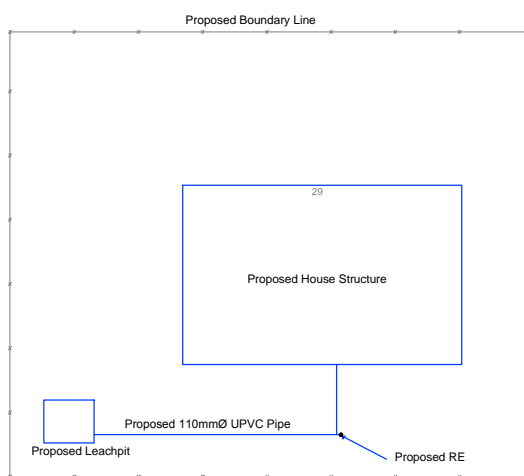 Proposed Boundary Line
29
Proposed House Structure
Proposed 110mmØ UPVC Pipe
Proposed Leachpit
Proposed RE